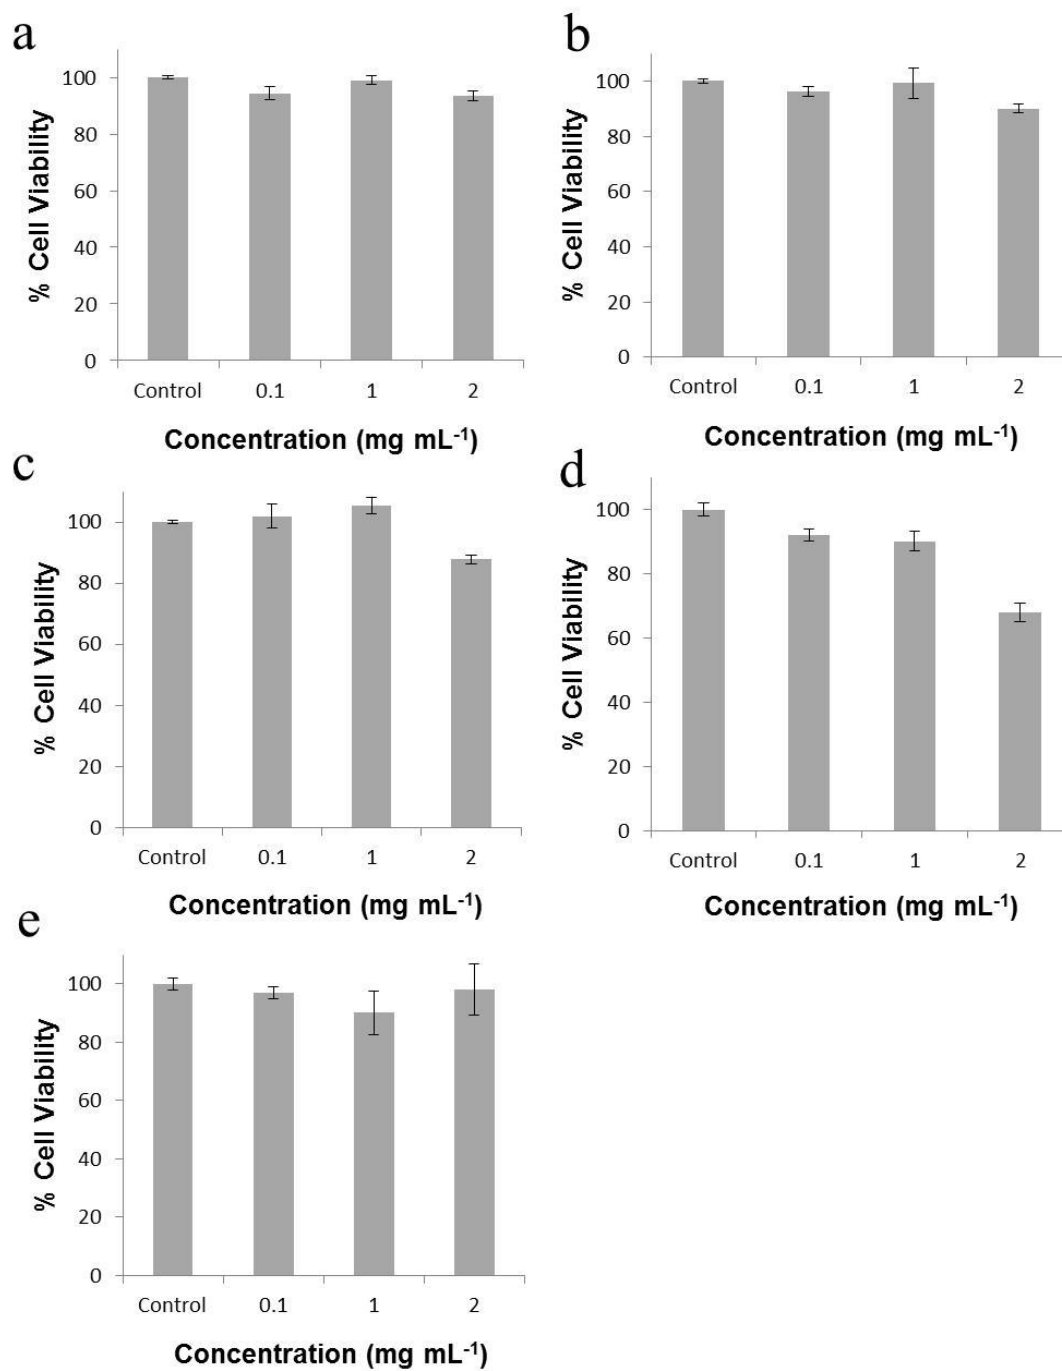 a
% Cell Viability
100
80
60
40
20
0
Control 0.1 1 2
Concentration (mg mL-1)
b
% Cell Viability
100
80
60
40
20
0
Control 0.1 1 2
Concentration (mg mL-1)
c
% Cell Viability
100
80
60
40
20
0
Control 0.1 1 2
Concentration (mg mL-1)
d
% Cell Viability
100
80
60
40
20
0
Control 0.1 1 2
Concentration (mg mL-1)
e
% Cell Viability
100
80
60
40
20
0
Control 0.1 1 2
Concentration (mg mL-1)